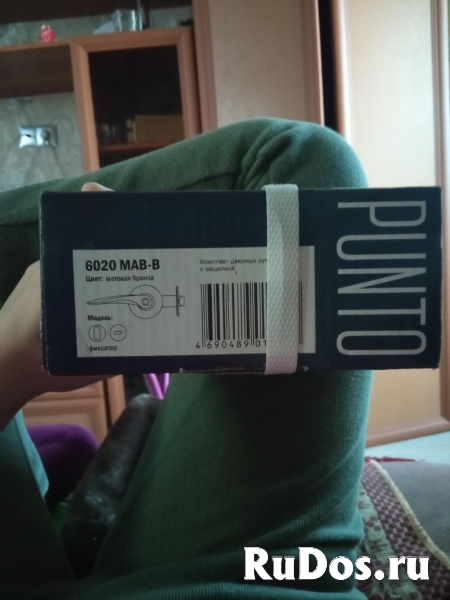 PUNTO
6020 MAB-B
Цвет: матовая бронза
Комплект дверных руч
с защелкой
Модель:
фиксатор
4 690489 01
RuDos.ru